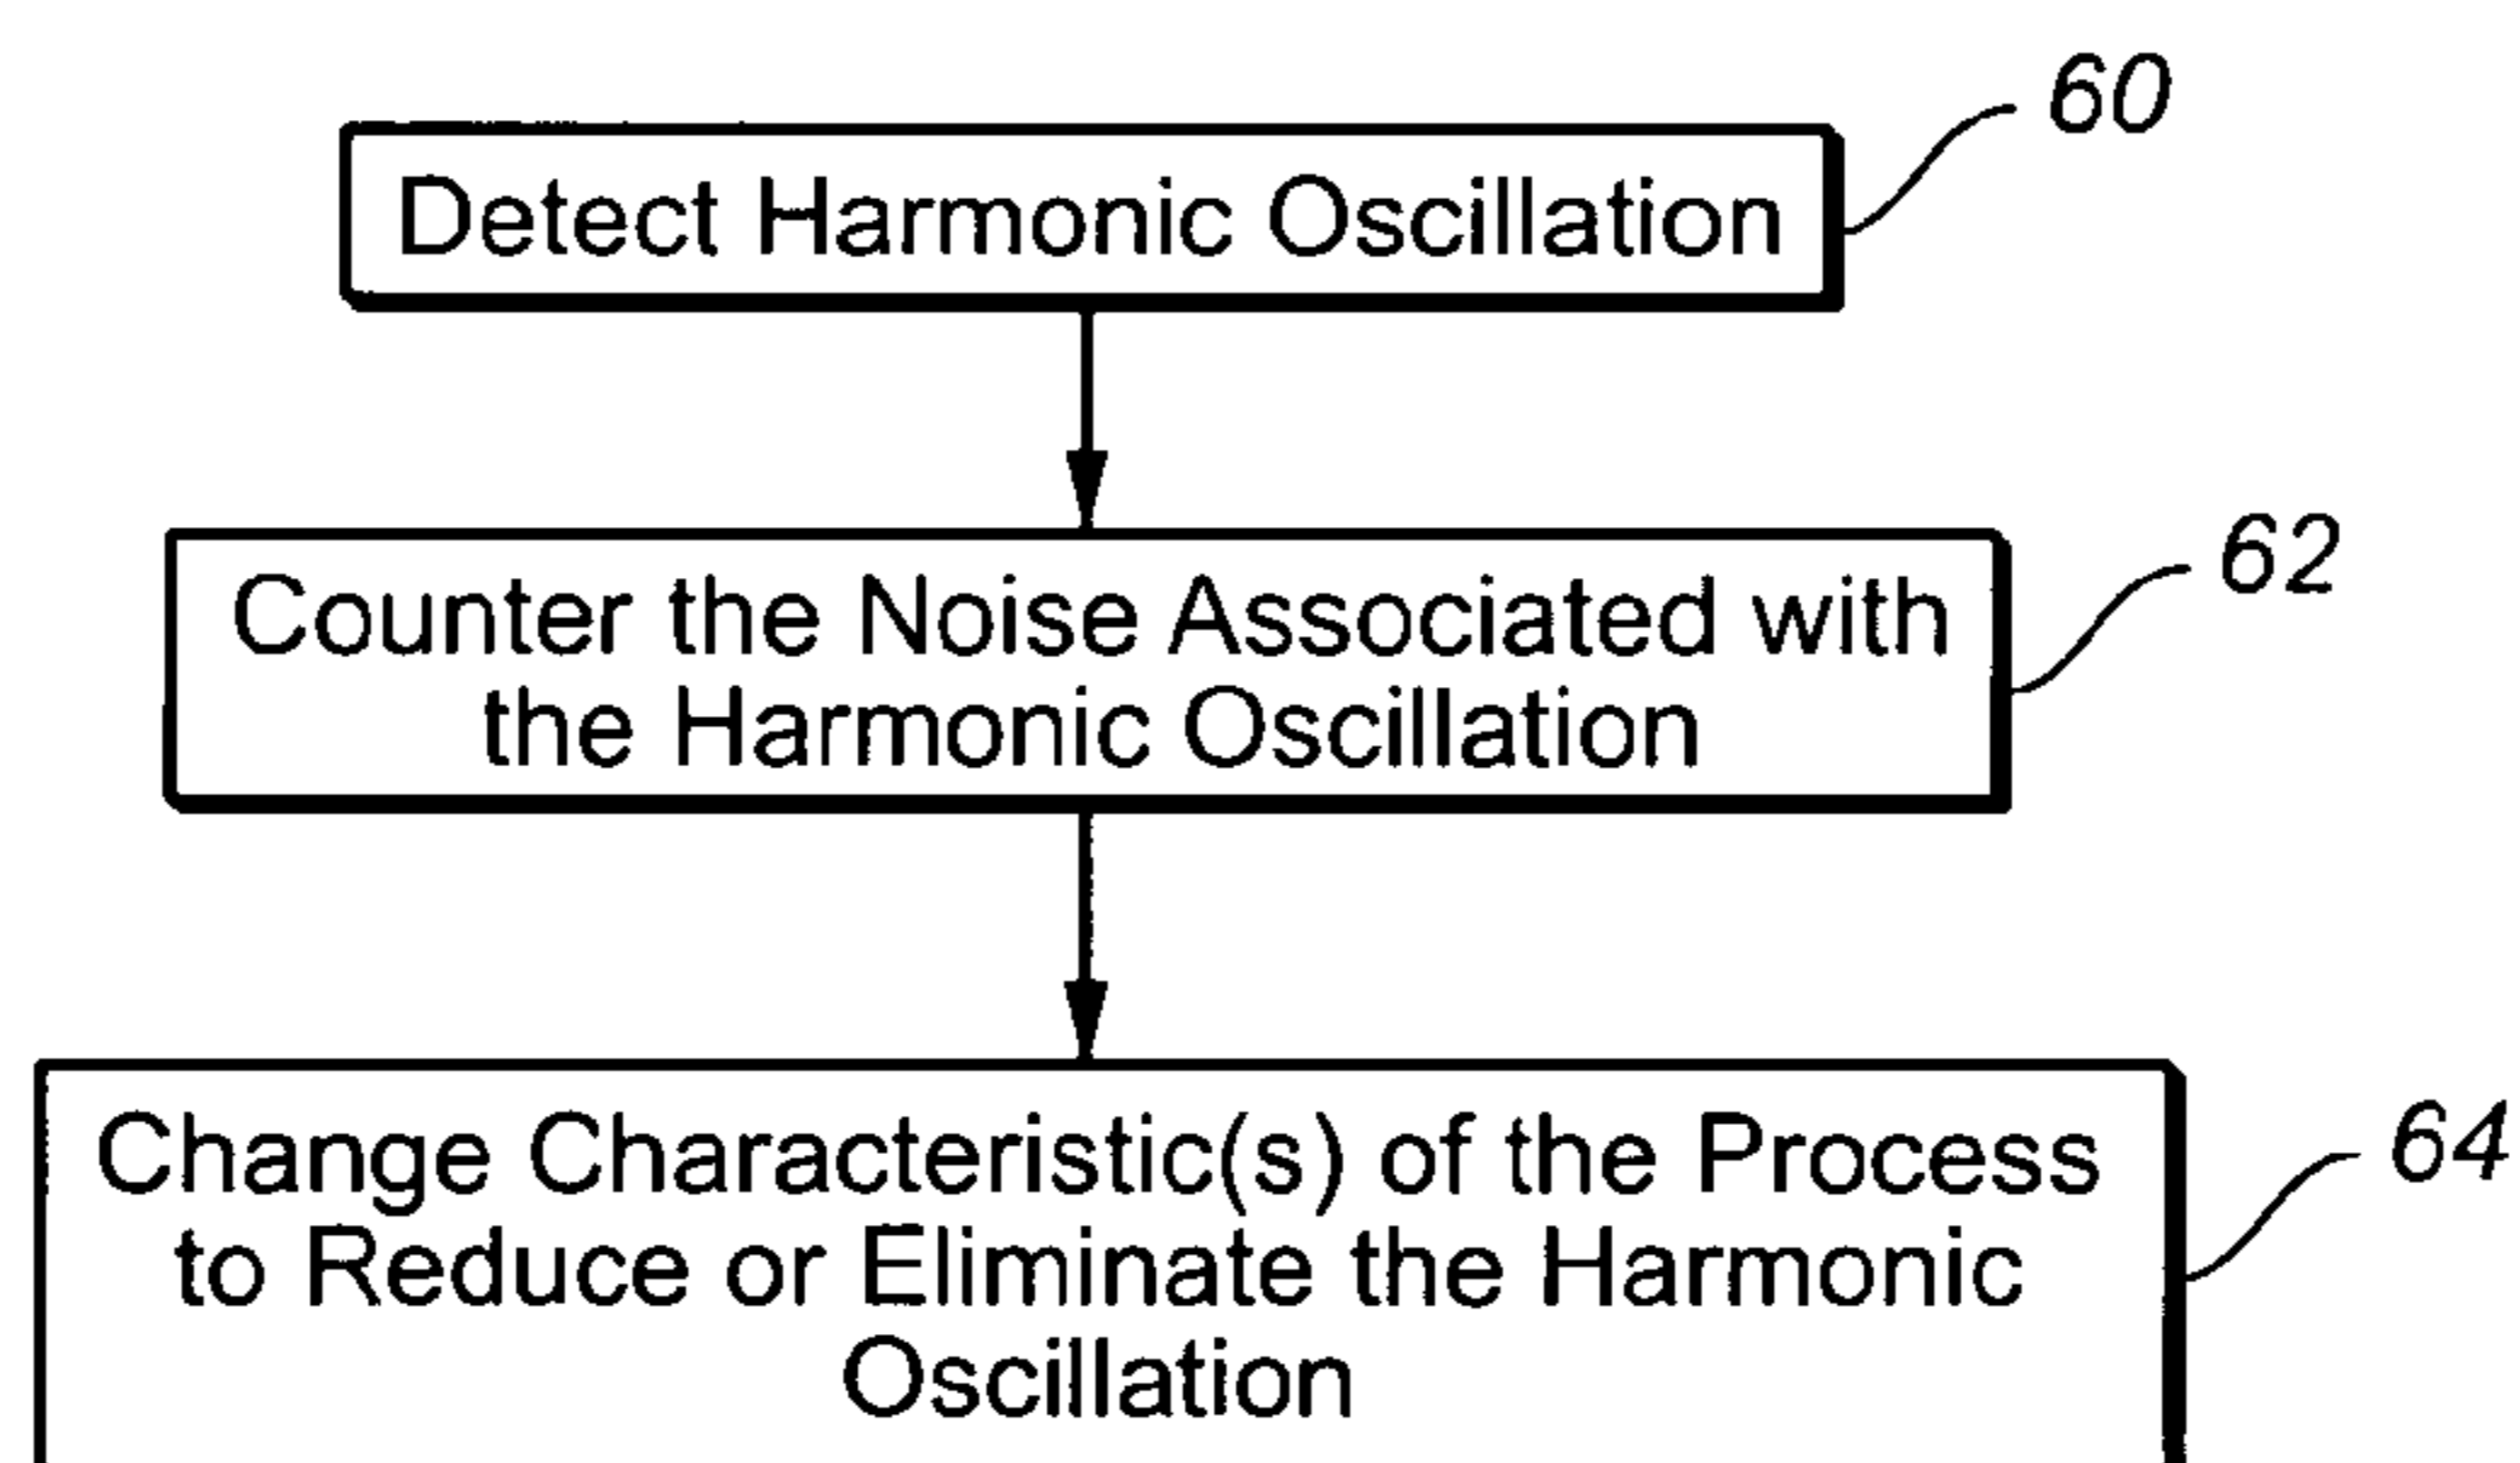 60
Detect Harmonic Oscillation
62
Counter the Noise Associated with
the Harmonic Oscillation
64
Change Characteristic(s) of the Process
to Reduce or Eliminate the Harmonic
Oscillation